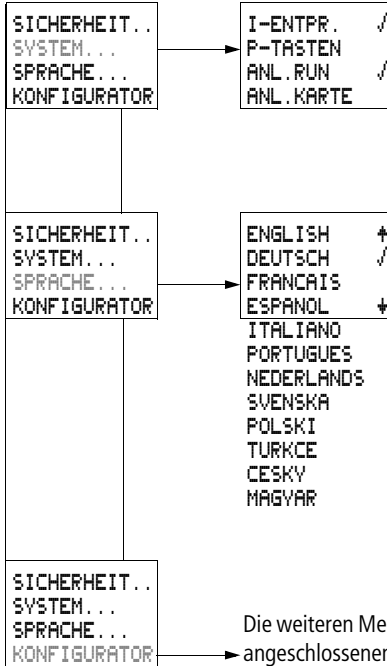 SICHERHEIT..
SYSTEM...
SPRACHE...
KONFIGURATOR
I-ENTPR. √
P-TASTEN
ANL.RUN √
ANL.KARTE
SICHERHEIT..
SYSTEM...
SPRACHE...
KONFIGURATOR
ENGLISH
DEUTSCH √
FRANCAIS
ESPANOL
ITALIANO
PORTUGUES
NEDERLANDS
SVENSKA
POLSKI
TURKCE
CESKY
MAGYAR
SICHERHEIT..
SYSTEM...
SPRACHE...
KONFIGURATOR
Die weiteren Me
angeschlossener